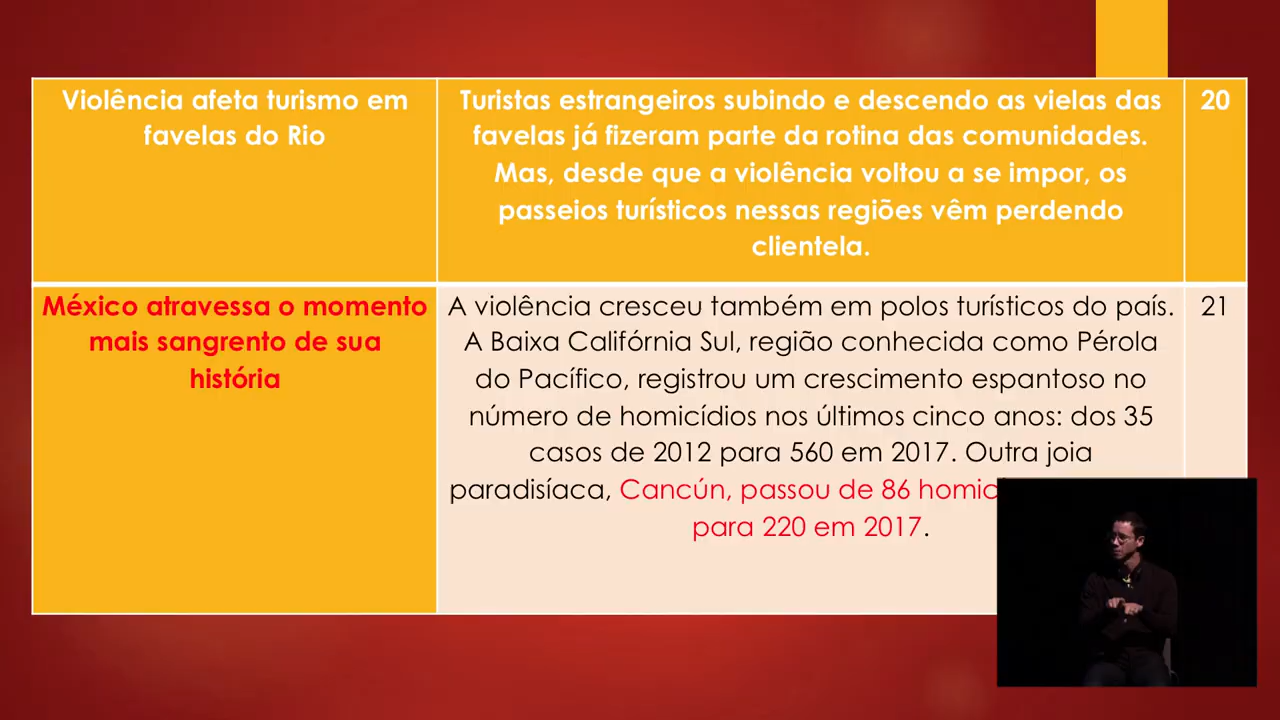 Violência afeta turismo em
favelas do Rio
Turistas estrangeiros subindo e descendo as vielas das
favelas já fizeram parte da rotina das comunidades.
Mas, desde que a violência voltou a se impor, os
passeios turísticos nessas regiões vêm perdendo
clientela.
20
México atravessa o momento
mais sangrento de sua
história
A violência cresceu também em polos turísticos do país.
A Baixa Califórnia Sul, região conhecida como Pérola
do Pacífico, registrou um crescimento espantoso no
número de homicídios nos últimos cinco anos: dos 35
casos de 2012 para 560 em 2017. Outra joia
paradisíaca, Cancún, passou de 86
para 220 em 2017.
21